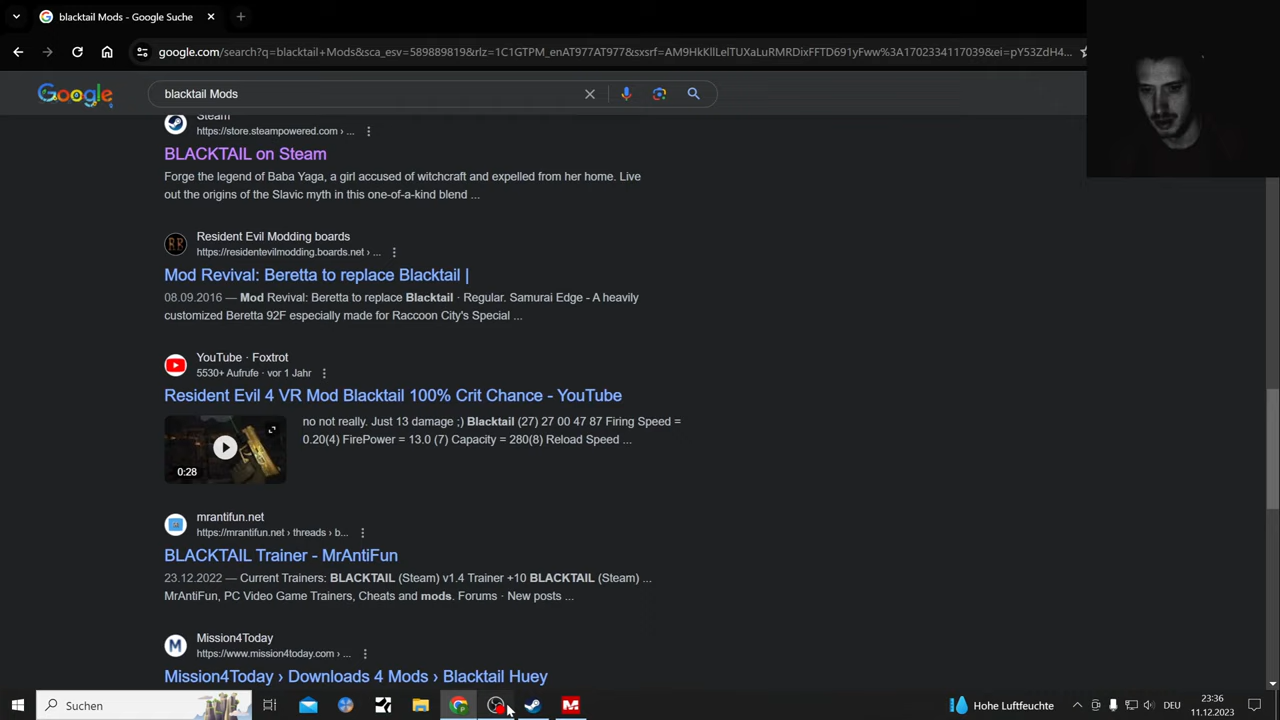 blacktail Mods - Google Suche
google.com/search?q=blacktail+Mods&sca_esv=589889819&rlz=1C1GTPM_enAT977AT977&sxsrf=AM9HkKllLelTUXaLuRMRDixFFTD691yFww%3A1702334117039&ei=pY53ZdH4...
Google
blacktail Mods
Steam
https://store.steampowered.com › ...
BLACKTAIL on Steam
Forge the legend of Baba Yaga, a girl accused of witchcraft and expelled from her home. Live
out the origins of the Slavic myth in this one-of-a-kind blend ...
RR
Resident Evil Modding boards
https://residentevilmodding.boards.net › ...
Mod Revival: Beretta to replace Blacktail |
08.09.2016 — Mod Revival: Beretta to replace Blacktail · Regular. Samurai Edge - A heavily
customized Beretta 92F especially made for Raccoon City's Special ...
YouTube · Foxtrot
5530+ Aufrufe · vor 1 Jahr
Resident Evil 4 VR Mod Blacktail 100% Crit Chance - YouTube
no not really. Just 13 damage ;) Blacktail (27) 27 00 47 87 Firing Speed =
0.20(4) FirePower = 13.0 (7) Capacity = 280(8) Reload Speed ...
0:28
mrantifun.net
https://mrantifun.net › threads › b...
BLACKTAIL Trainer - MrAntiFun
23.12.2022 — Current Trainers: BLACKTAIL (Steam) v1.4 Trainer +10 BLACKTAIL (Steam) ...
MrAntiFun, PC Video Game Trainers, Cheats and mods. Forums · New posts ...
M
Mission4Today
https://www.mission4today.com › ...
Mission4Today › Downloads 4 Mods › Blacktail Huey
Suchen
Hohe Luftfeuchte
DEU
23:36
11.12.2023